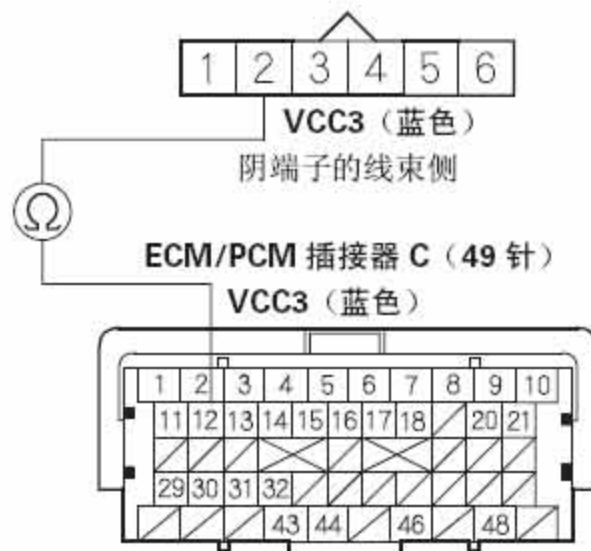 1 2 3 4 5 6
VCC3（蓝色）
阴端子的线束侧
Ω
ECM/PCM 插接器 C（49 针）
VCC3（蓝色）
1 2 3 4 5 6 7 8 9 10
11 12 13 14 15 16 17 18 20 21
29 30 31 32
43 44 46 48